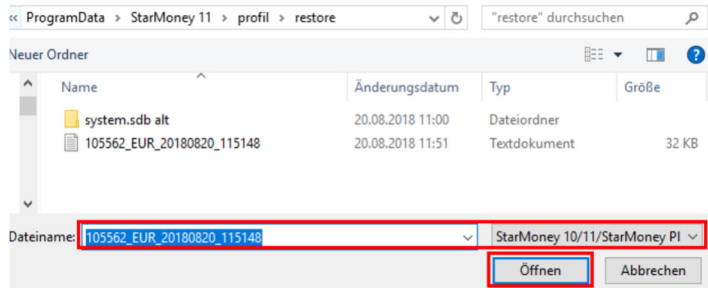 « ProgramData > StarMoney 11 > profil > restore "restore" durchsuchen
Neuer Ordner
Name Änderungsdatum Typ Größe
system.sdb alt 20.08.2018 11:00 Dateiordner
105562_EUR_20180820_115148 20.08.2018 11:51 Textdokument 32 KB
Dateiname: 105562_EUR_20180820_115148 StarMoney 10/11/StarMoney Pl
Öffnen Abbrechen